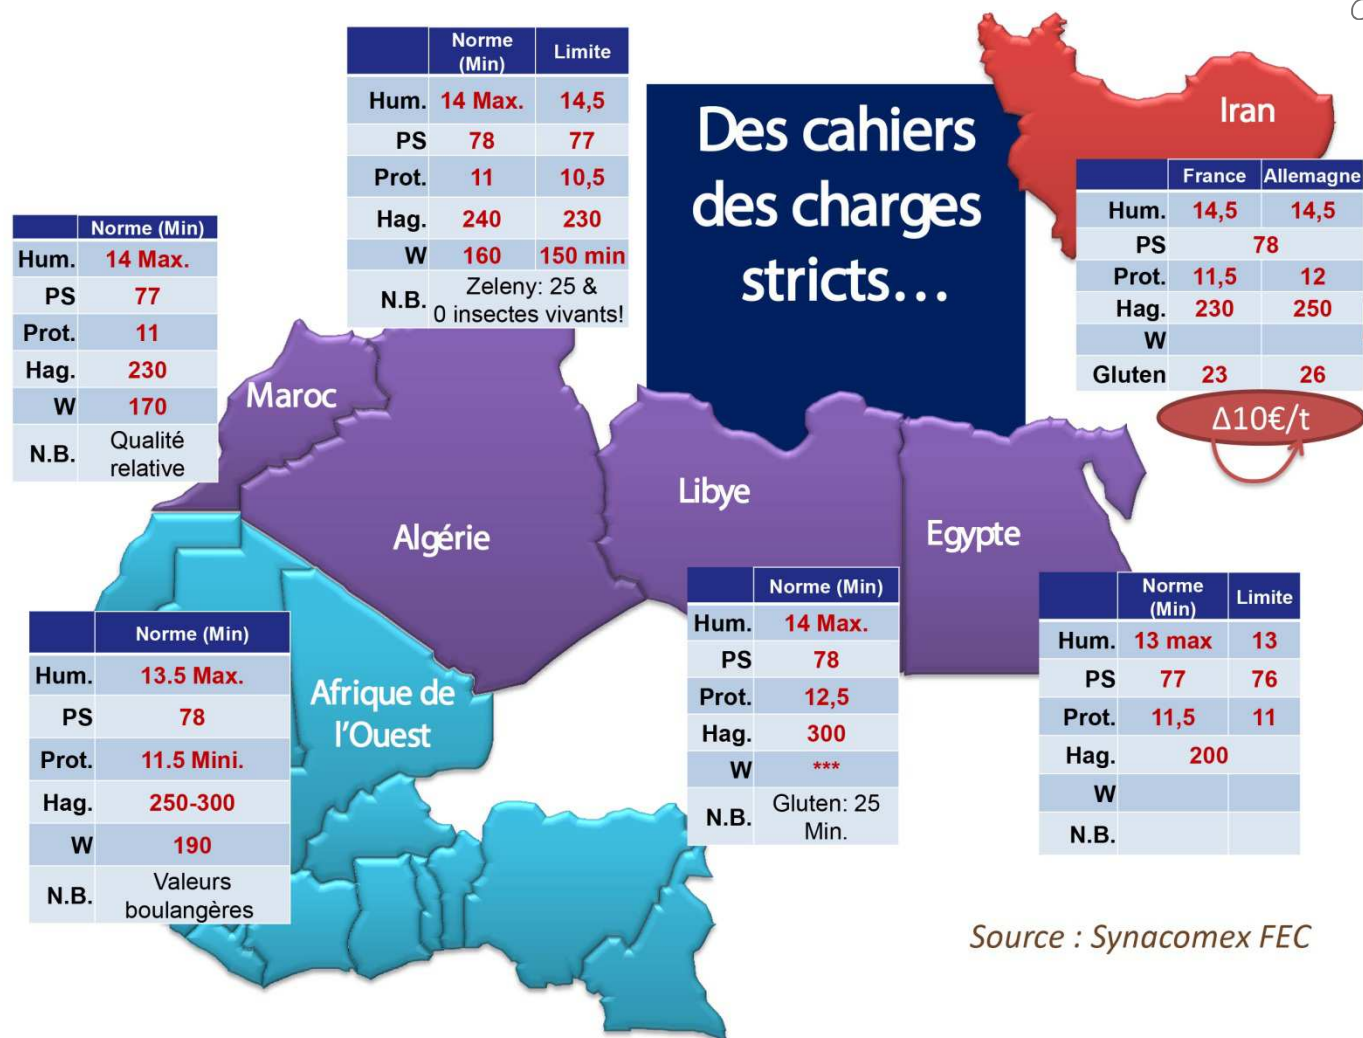 Des cahiers
des charges
stricts…
Norme (Min) Limite
Hum. 14 Max. 14,5
PS 78 77
Prot. 11 10,5
Hag. 240 230
W 160 150 min
N.B. Zeleny: 25 &
0 insectes vivants!
Norme (Min)
Hum. 14 Max.
PS 77
Prot. 11
Hag. 230
W 170
N.B. Qualité
relative
Iran
France Allemagne
Hum. 14,5 14,5
PS 78
Prot. 11,5 12
Hag. 230 250
W
Gluten 23 26
Δ10€/t
Maroc
Algérie
Libye
Egypte
Afrique de
l'Ouest
Norme (Min)
Hum. 13.5 Max.
PS 78
Prot. 11.5 Mini.
Hag. 250-300
W 190
N.B. Valeurs
boulangères
Norme (Min)
Hum. 14 Max.
PS 78
Prot. 12,5
Hag. 300
W ***
N.B. Gluten: 25
Min.
Norme
(Min) Limite
Hum. 13 max 13
PS 77 76
Prot. 11,5 11
Hag. 200
W
N.B.
Source : Synacomex FEC